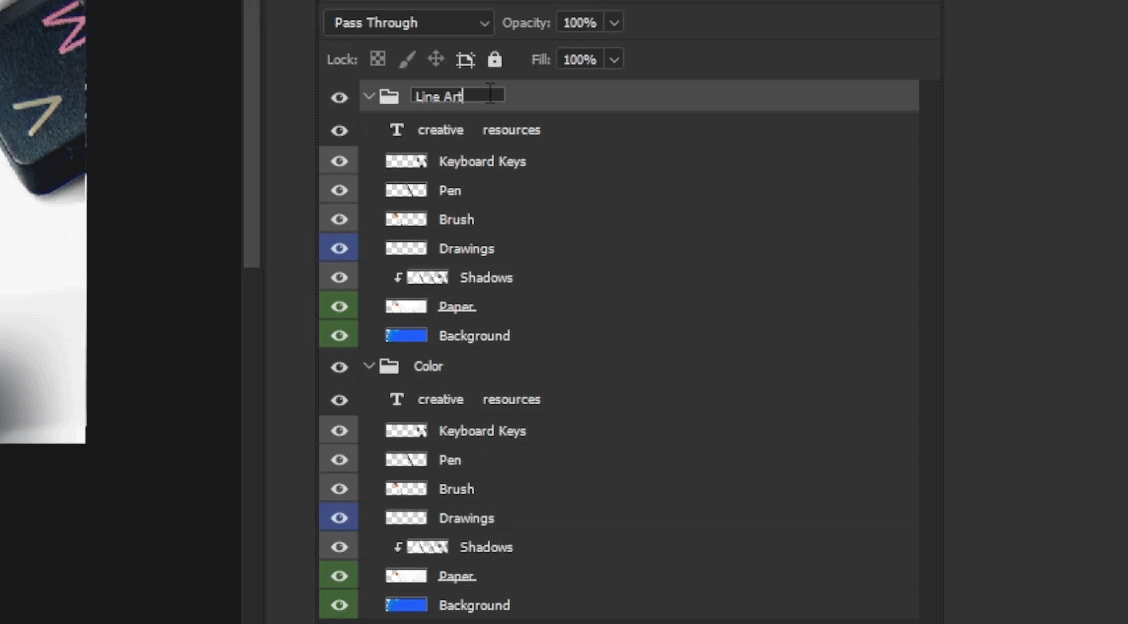 Pass Through Opacity: 100%
Lock: Fill: 100%
Line Art
T creative resources
Keyboard Keys
Pen
Brush
Drawings
Shadows
Paper
Background
Color
T creative resources
Keyboard Keys
Pen
Brush
Drawings
Shadows
Paper
Background